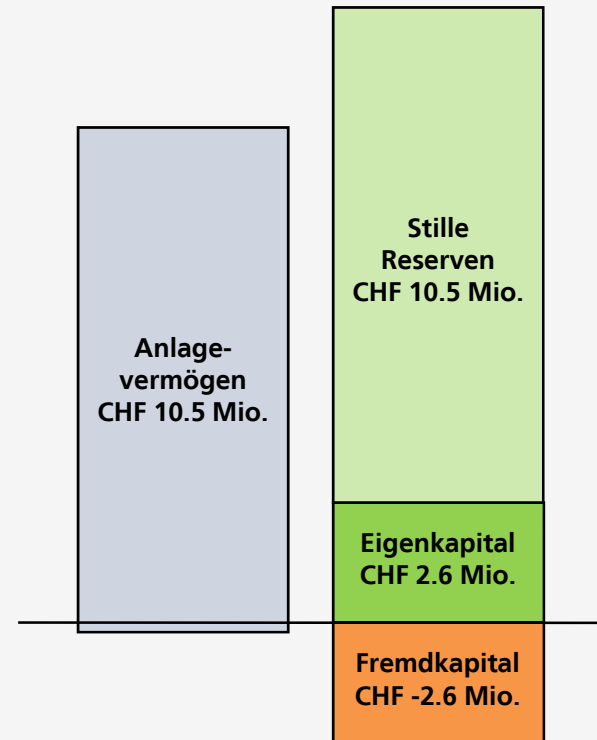 Anlage-
vermögen
CHF 10.5 Mio.
Stille
Reserven
CHF 10.5 Mio.
Eigenkapital
CHF 2.6 Mio.
Fremdkapital
CHF -2.6 Mio.